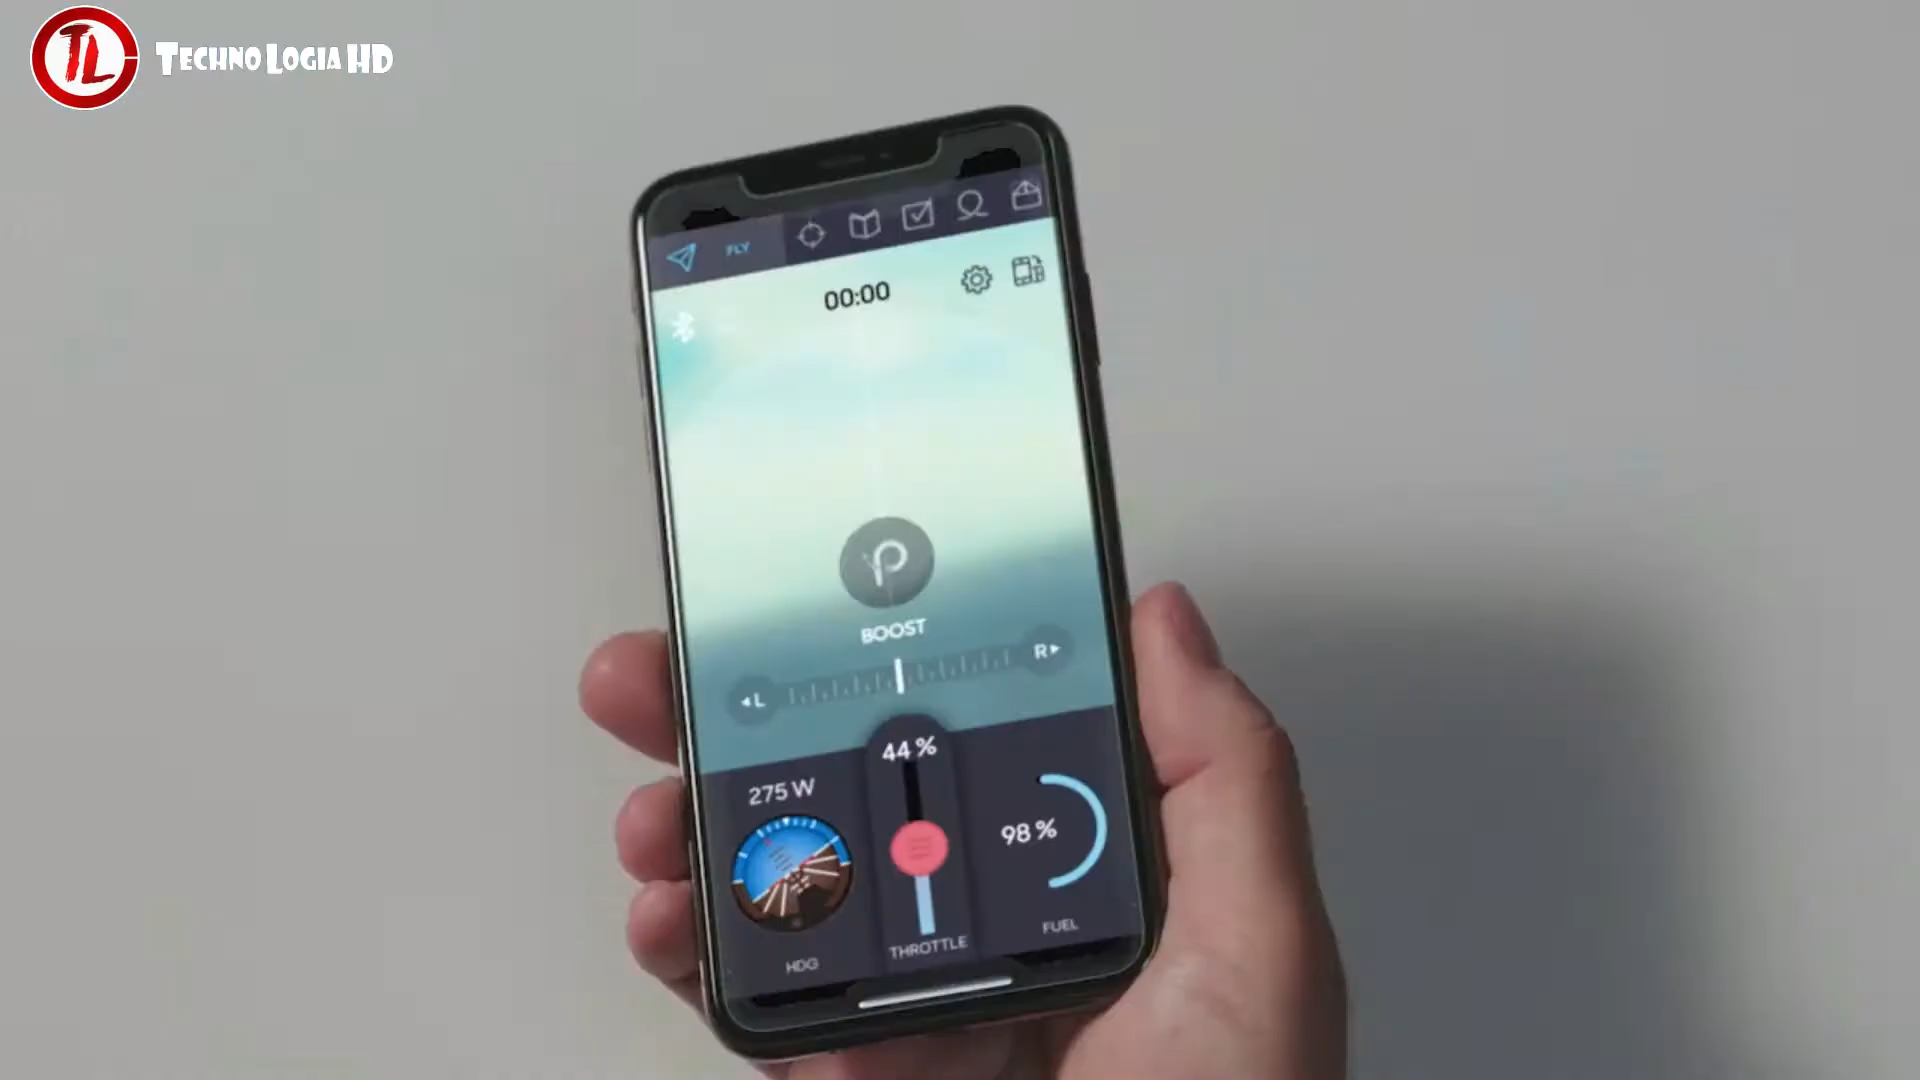 TL
TECHNO LOGIA HD
FLY
00:00
P
BOOST
L
R
44 %
275 W
98 %
THROTTLE
FUEL
HDG